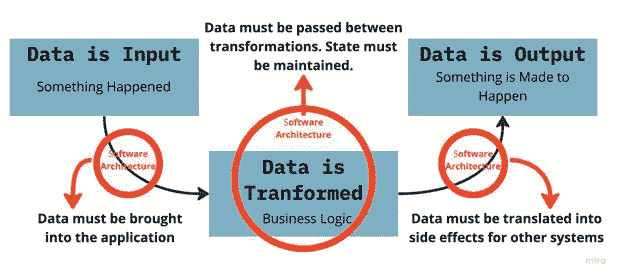 Data is Input
Something Happened
Data must be passed between
transformations. State must
be maintained.
Data is Output
Something is Made to
Happen
Software
Architecture
Software
Architecture
Software
Architecture
Data is
Tranformed
Business Logic
Data must be brought
into the application
Data must be translated into
side effects for other systems
miro